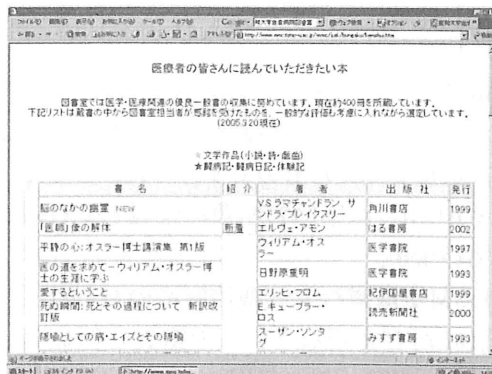 医療者の皆さんに読んでいただきたい本
図書室では医学・医療関連の優良一般書の収集に努めています。現在約400冊を所蔵しています。
下記リストは蔵書の中から図書室担当者が感銘を受けたものを、一般的な評価も考慮に入れながら選定しています。
(2005.3.20現在)
☆文学作品(小説・詩・戯曲)
★闘病記・闘病日記・体験記
書 名 紹 介 著 者 出 版 社 発行
脳のなかの幽霊 NEW V.S.ラマチャンドラン、サンドラ・ブレイクスリー 角川書店 1999
「医師」像の解体 新着 エルヴェ・アモン はる書房 2002
平静の心:オスラー博士講演集 第1版 ウィリアム・オスラー 医学書院 1997
医の道を求めて-ウィリアム・オスラー博士の生涯に学ぶ 日野原重明 医学書院 1993
愛するということ エリッヒ・フロム 紀伊国屋書店 1999
死ぬ瞬間:死とその過程について 新訳改訂版 E.キューブラー・ロス 読売新聞社 2000
隠喩としての病・エイズとその隠喩 スーザン・ソンタグ みすず書房 1993